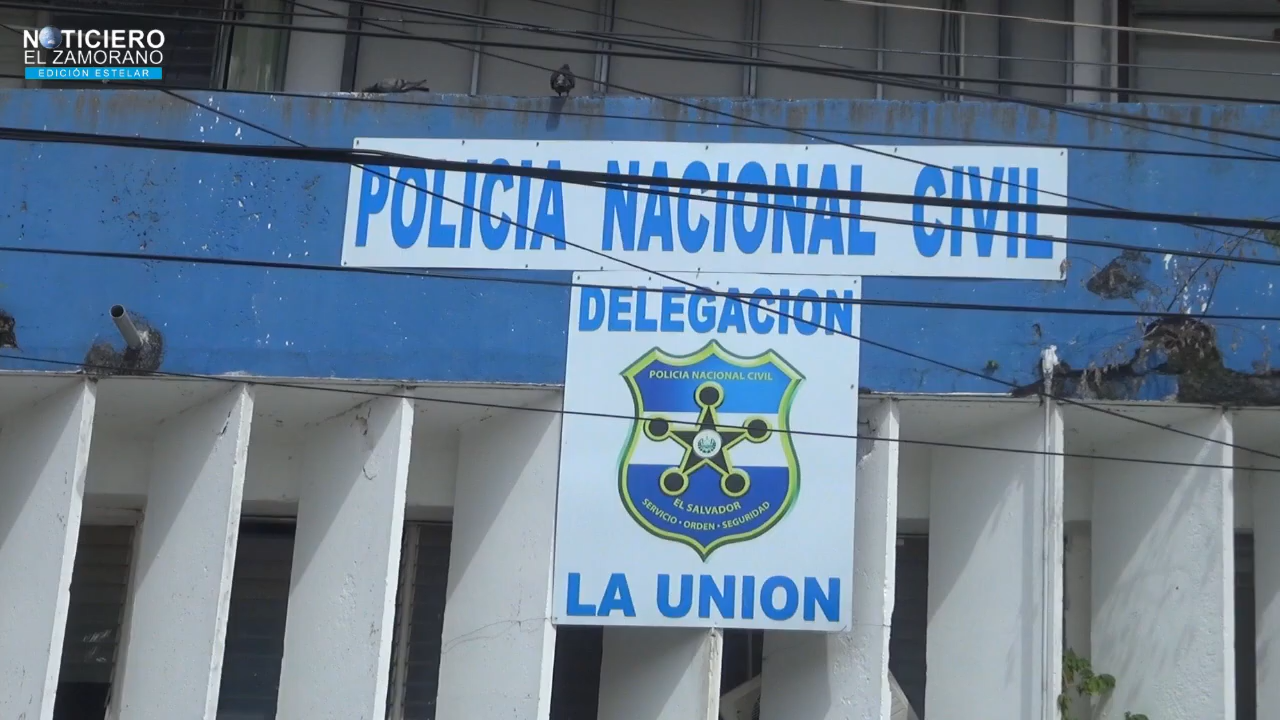 NOTICIERO
EL ZAMORANO
EDICIÓN ESTELAR
POLICIA NACIONAL CIVIL
DELEGACION
POLICIA NACIONAL CIVIL
EL SALVADOR
SERVICIO • ORDEN • SEGURIDAD
LA UNION